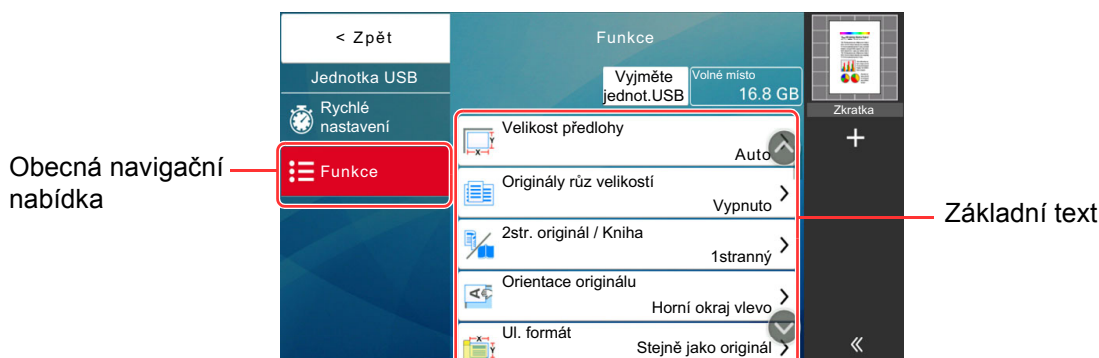 < Zpět
Funkce
Jednotka USB
Vyjměte
jednot.USB
Volné místo
16.8 GB
Rychlé
nastavení
Zkratka
Velikost předlohy
Auto
Obecná navigační
nabídka
Funkce
Originály růz velikostí
Vypnuto
Základní text
2str. originál / Kniha
1stranný
Orientace originálu
Horní okraj vlevo
Ul. formát
Stejně jako originál